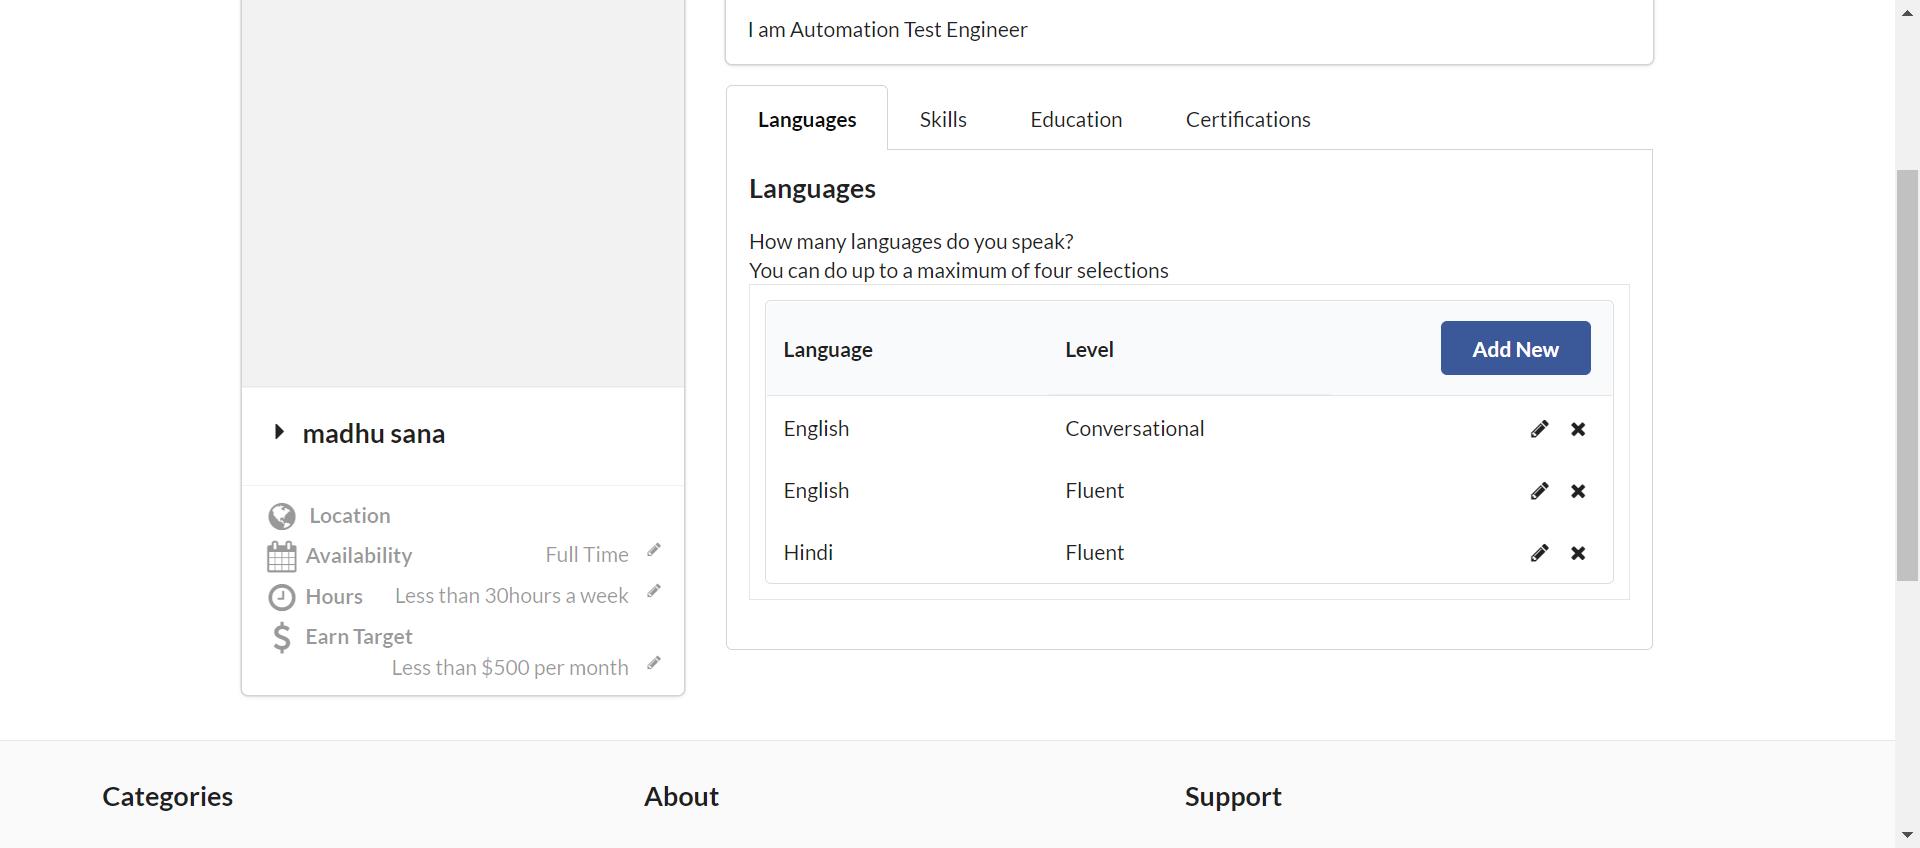 I am Automation Test Engineer
Languages Skills Education Certifications
Languages
How many languages do you speak?
You can do up to a maximum of four selections
Language Level Add New
English Conversational
English Fluent
Hindi Fluent
madhu sana
Location
Availability Full Time
Hours Less than 30hours a week
Earn Target
Less than $500 per month
Categories About Support